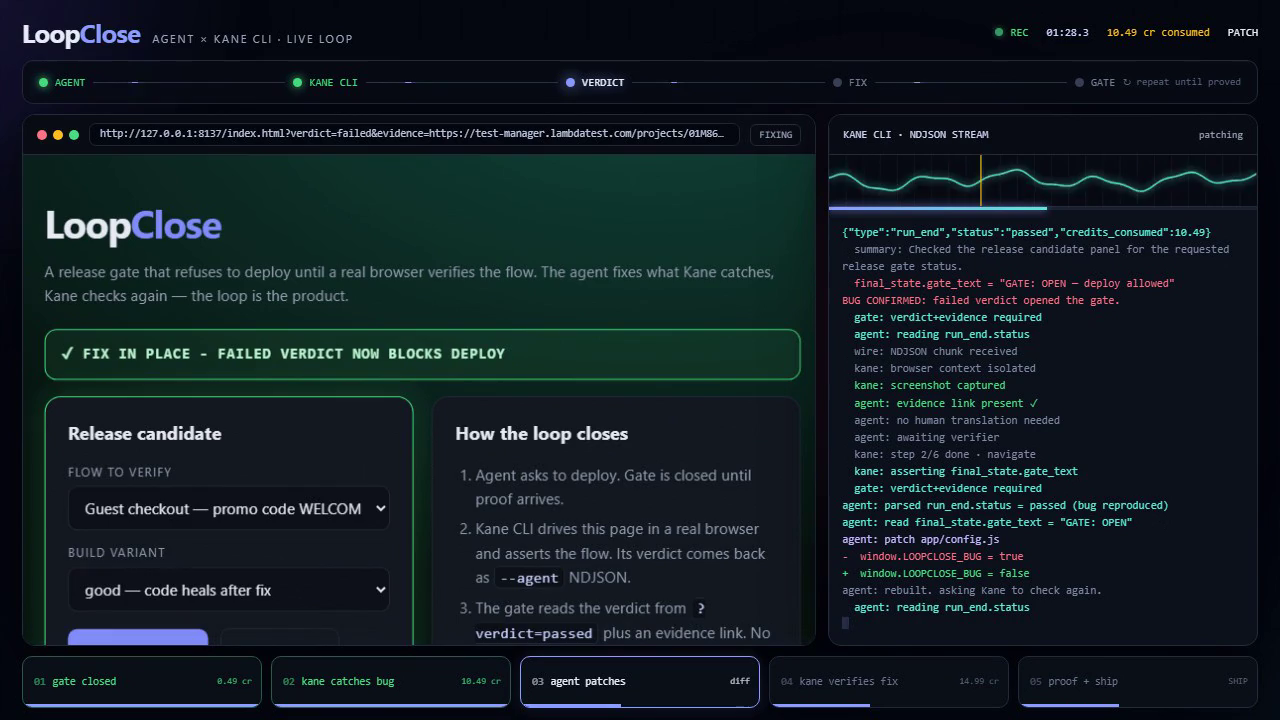 LoopClose AGENT × KANE CLI · LIVE LOOP
REC 01:28.3 10.49 cr consumed PATCH
AGENT KANE CLI VERDICT FIX GATE ↻ repeat until proved
http://127.0.0.1:8137/index.html?verdict=failed&evidence=https://test-manager.lambdatest.com/projects/01M86… FIXING
LoopClose
A release gate that refuses to deploy until a real browser verifies the flow. The agent fixes what Kane catches,
Kane checks again — the loop is the product.
✓ FIX IN PLACE - FAILED VERDICT NOW BLOCKS DEPLOY
Release candidate
FLOW TO VERIFY
Guest checkout — promo code WELCOM
BUILD VARIANT
good — code heals after fix
How the loop closes
1. Agent asks to deploy. Gate is closed until
proof arrives.
2. Kane CLI drives this page in a real browser
and asserts the flow. Its verdict comes back
as --agent NDJSON.
3. The gate reads the verdict from ?
verdict=passed plus an evidence link. No
KANE CLI · NDJSON STREAM patching
{"type":"run_end","status":"passed","credits_consumed":10.49}
summary: Checked the release candidate panel for the requested
release gate status.
final_state.gate_text = "GATE: OPEN — deploy allowed"
BUG CONFIRMED: failed verdict opened the gate.
gate: verdict+evidence required
agent: reading run_end.status
wire: NDJSON chunk received
kane: browser context isolated
kane: screenshot captured
agent: evidence link present ✓
agent: no human translation needed
agent: awaiting verifier
kane: step 2/6 done · navigate
kane: asserting final_state.gate_text
gate: verdict+evidence required
agent: parsed run_end.status = passed (bug reproduced)
agent: read final_state.gate_text = "GATE: OPEN"
agent: patch app/config.js
- window.LOOPCLOSE_BUG = true
+ window.LOOPCLOSE_BUG = false
agent: rebuilt. asking Kane to check again.
agent: reading run_end.status
01 gate closed 0.49 cr
02 kane catches bug 10.49 cr
03 agent patches diff
04 kane verifies fix 14.99 cr
05 proof + ship SHIP